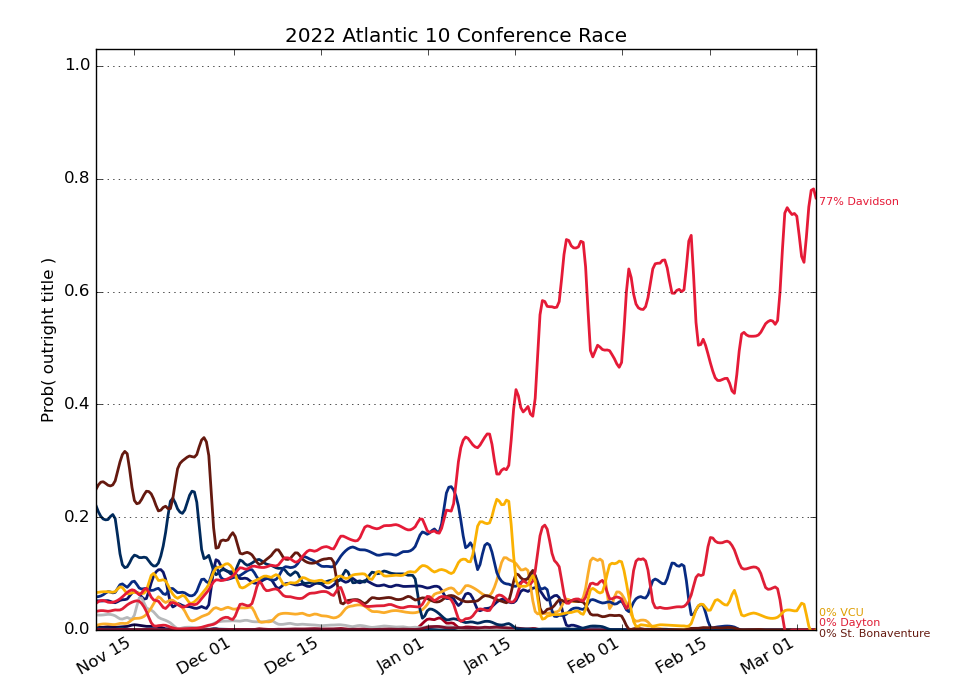 2022 Atlantic 10 Conference Race
Prob( outright title )
1.0
0.8
0.6
0.4
0.2
0.0
77% Davidson
0% VCU
0% Dayton
0% St. Bonaventure
Nov 15
Dec 01
Dec 15
Jan 01
Jan 15
Feb 01
Feb 15
Mar 01